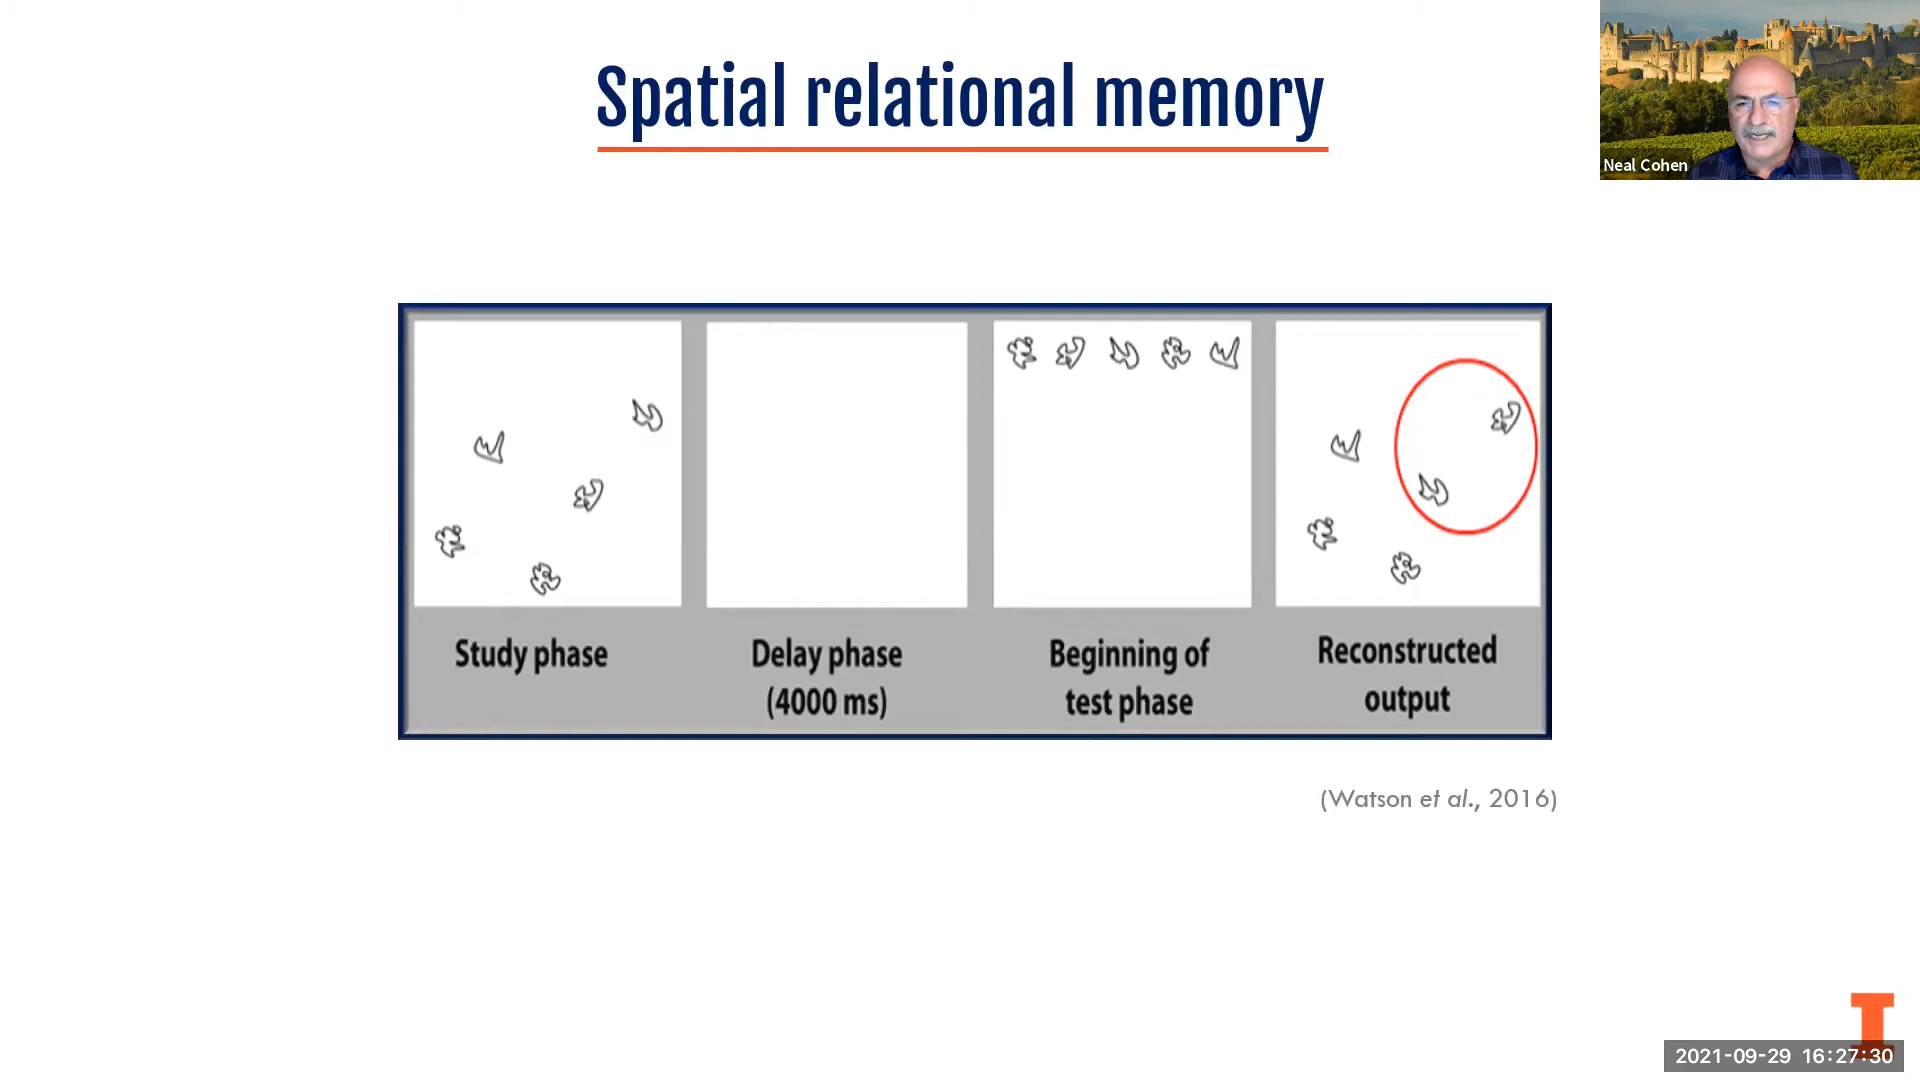 Spatial relational memory
Neal Cohen
Study phase
Delay phase
(4000 ms)
Beginning of
test phase
Reconstructed
output
(Watson et al., 2016)
I
2021-09-29 16:27:30